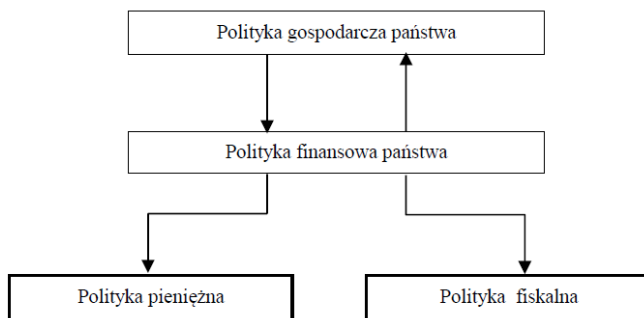 Polityka gospodarcza państwa
Polityka finansowa państwa
Polityka pieniężna
Polityka fiskalna